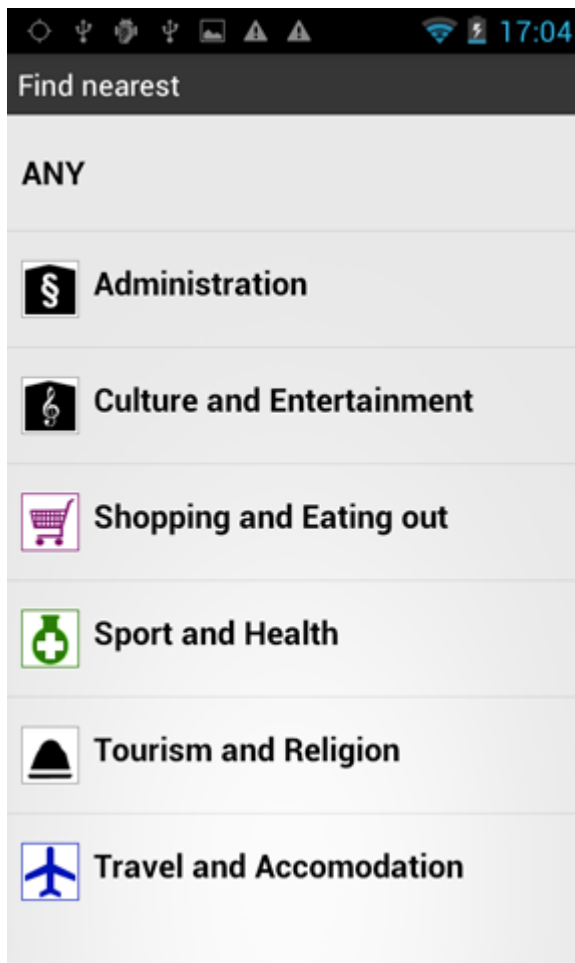 17:04
Find nearest
ANY
§ Administration
Culture and Entertainment
Shopping and Eating out
Sport and Health
Tourism and Religion
Travel and Accomodation